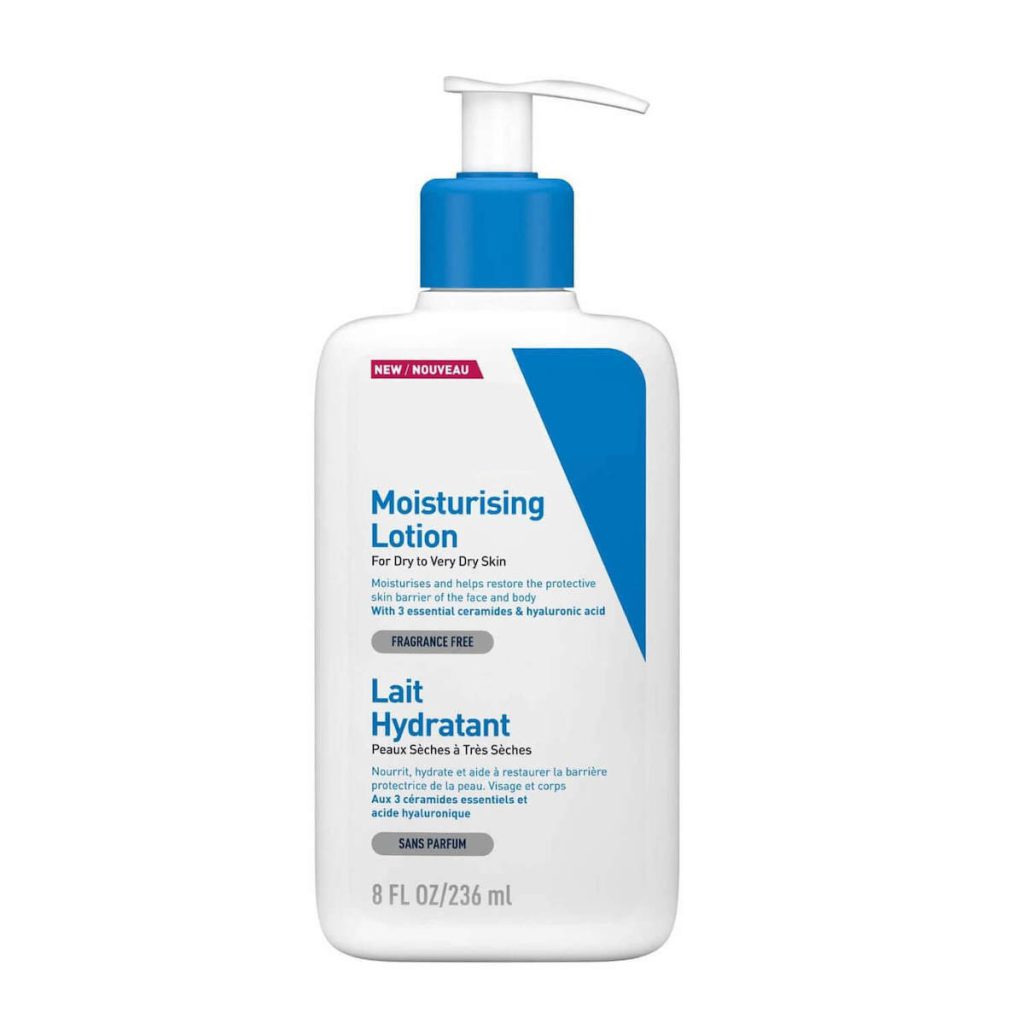 NEW / NOUVEAU
Moisturising
Lotion
For Dry to Very Dry Skin
Moisturises and helps restore the protective
skin barrier of the face and body
With 3 essential ceramides & hyaluronic acid
FRAGRANCE FREE
Lait
Hydratant
Peaux Sèches à Très Sèches
Nourrit, hydrate et aide à restaurer la barrière
protectrice de la peau. Visage et corps
Aux 3 céramides essentiels et
acide hyaluronique
SANS PARFUM
8 FL OZ/236 ml